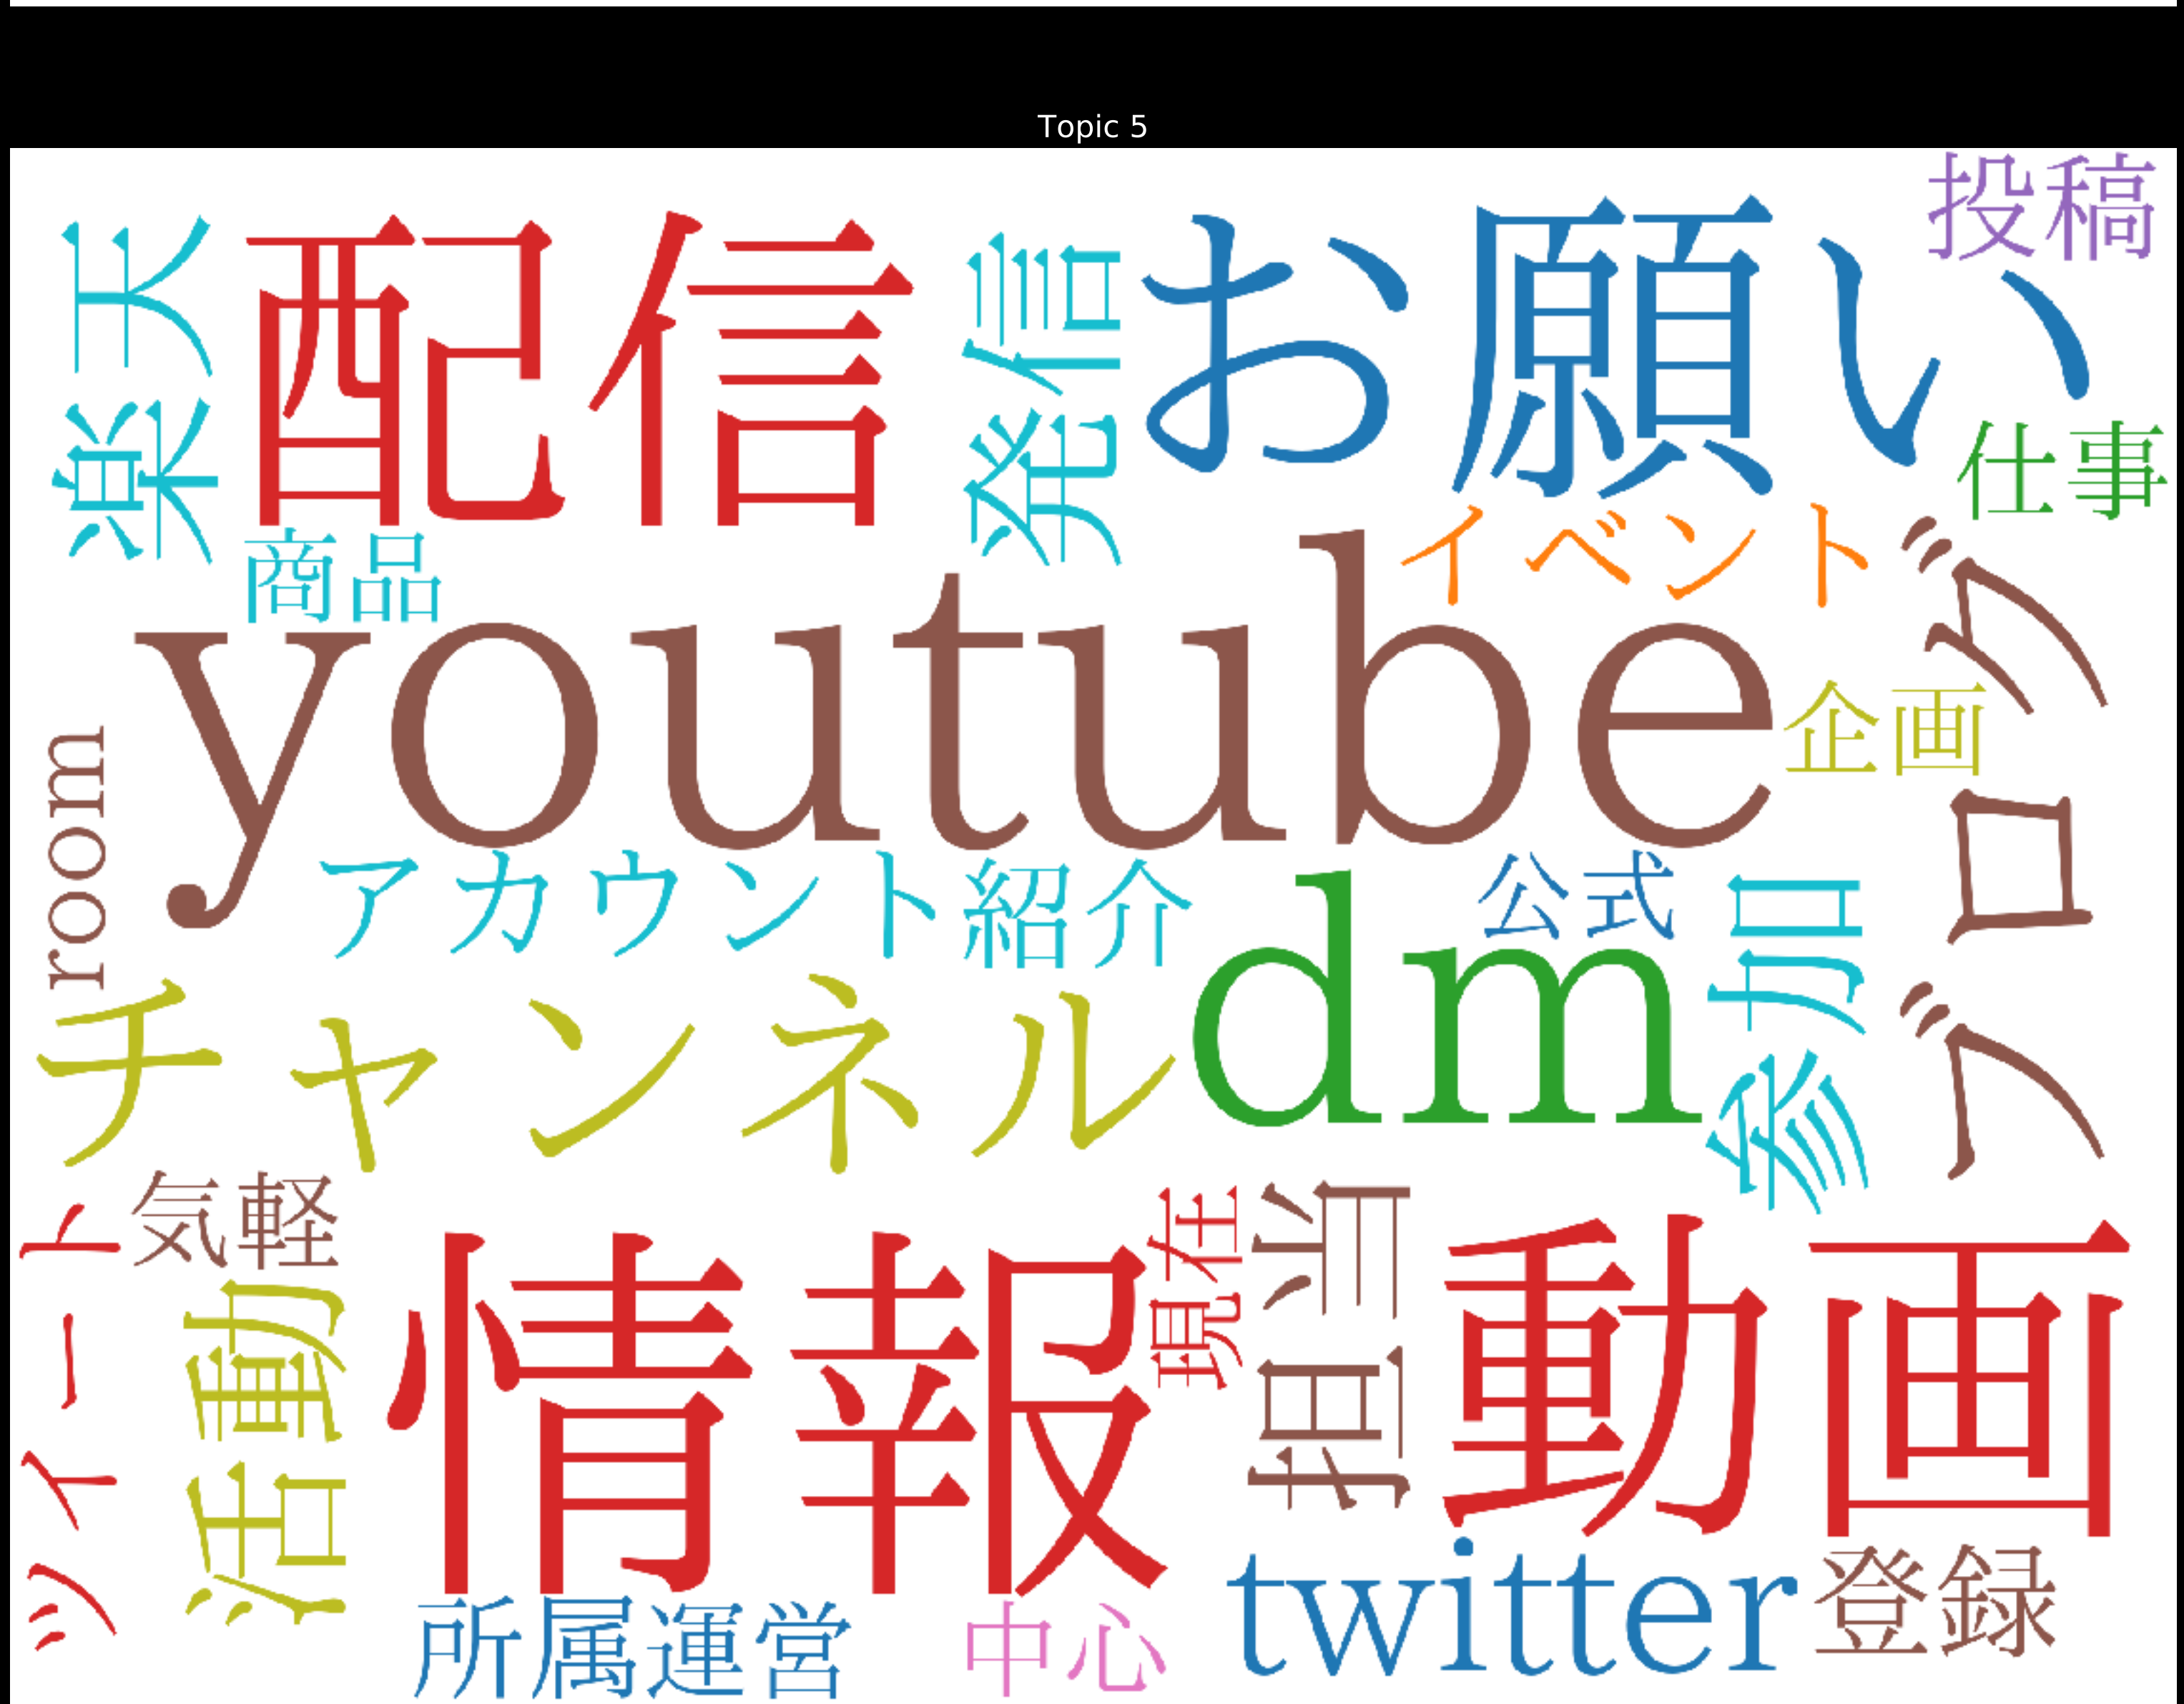 Topic 5
投稿
楽天
配信
発信
お願い
仕事
商品
イベント
ブログ
youtube
企画
room
アカウント
紹介
公式
チャンネル
dm
参加
気軽
ツイート
活動
情報
現在
担当
動画
所属
運営
中心
twitter
登録